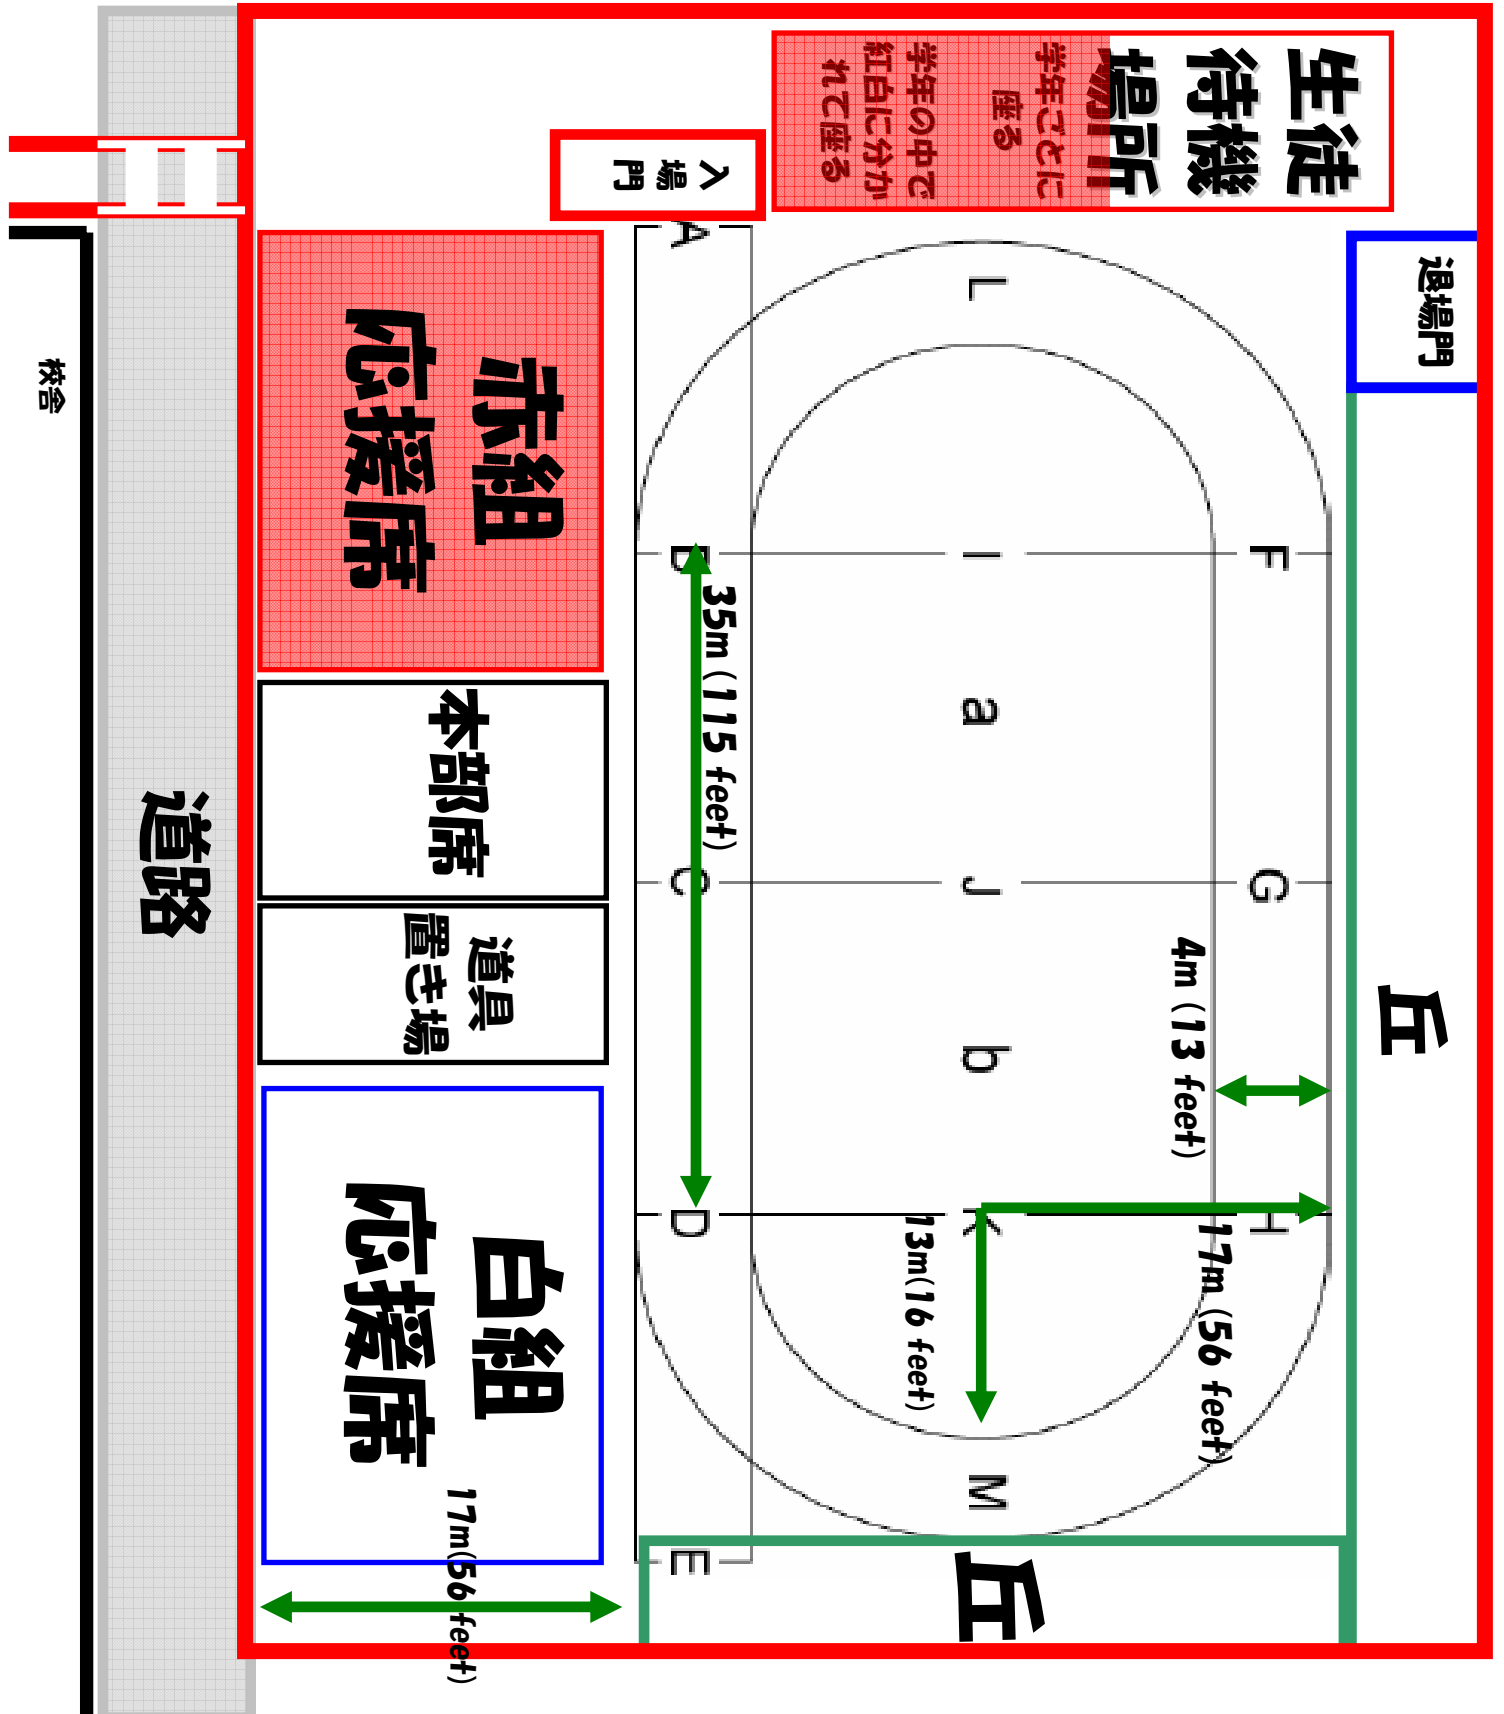 生徒
待機
場所
学年ごとに
座る
学年の中で
紅白に分か
れて座る
入
場
門
退場門
校舎
道路
赤組
応援席
本部席
道具
置き場
白組
応援席
丘
丘
A
L
B
I
F
35m (115 feet)
a
C
J
G
b
4m (13 feet)
D
K
H
13m(16 feet)
17m (56 feet)
M
E
17m(56 feet)